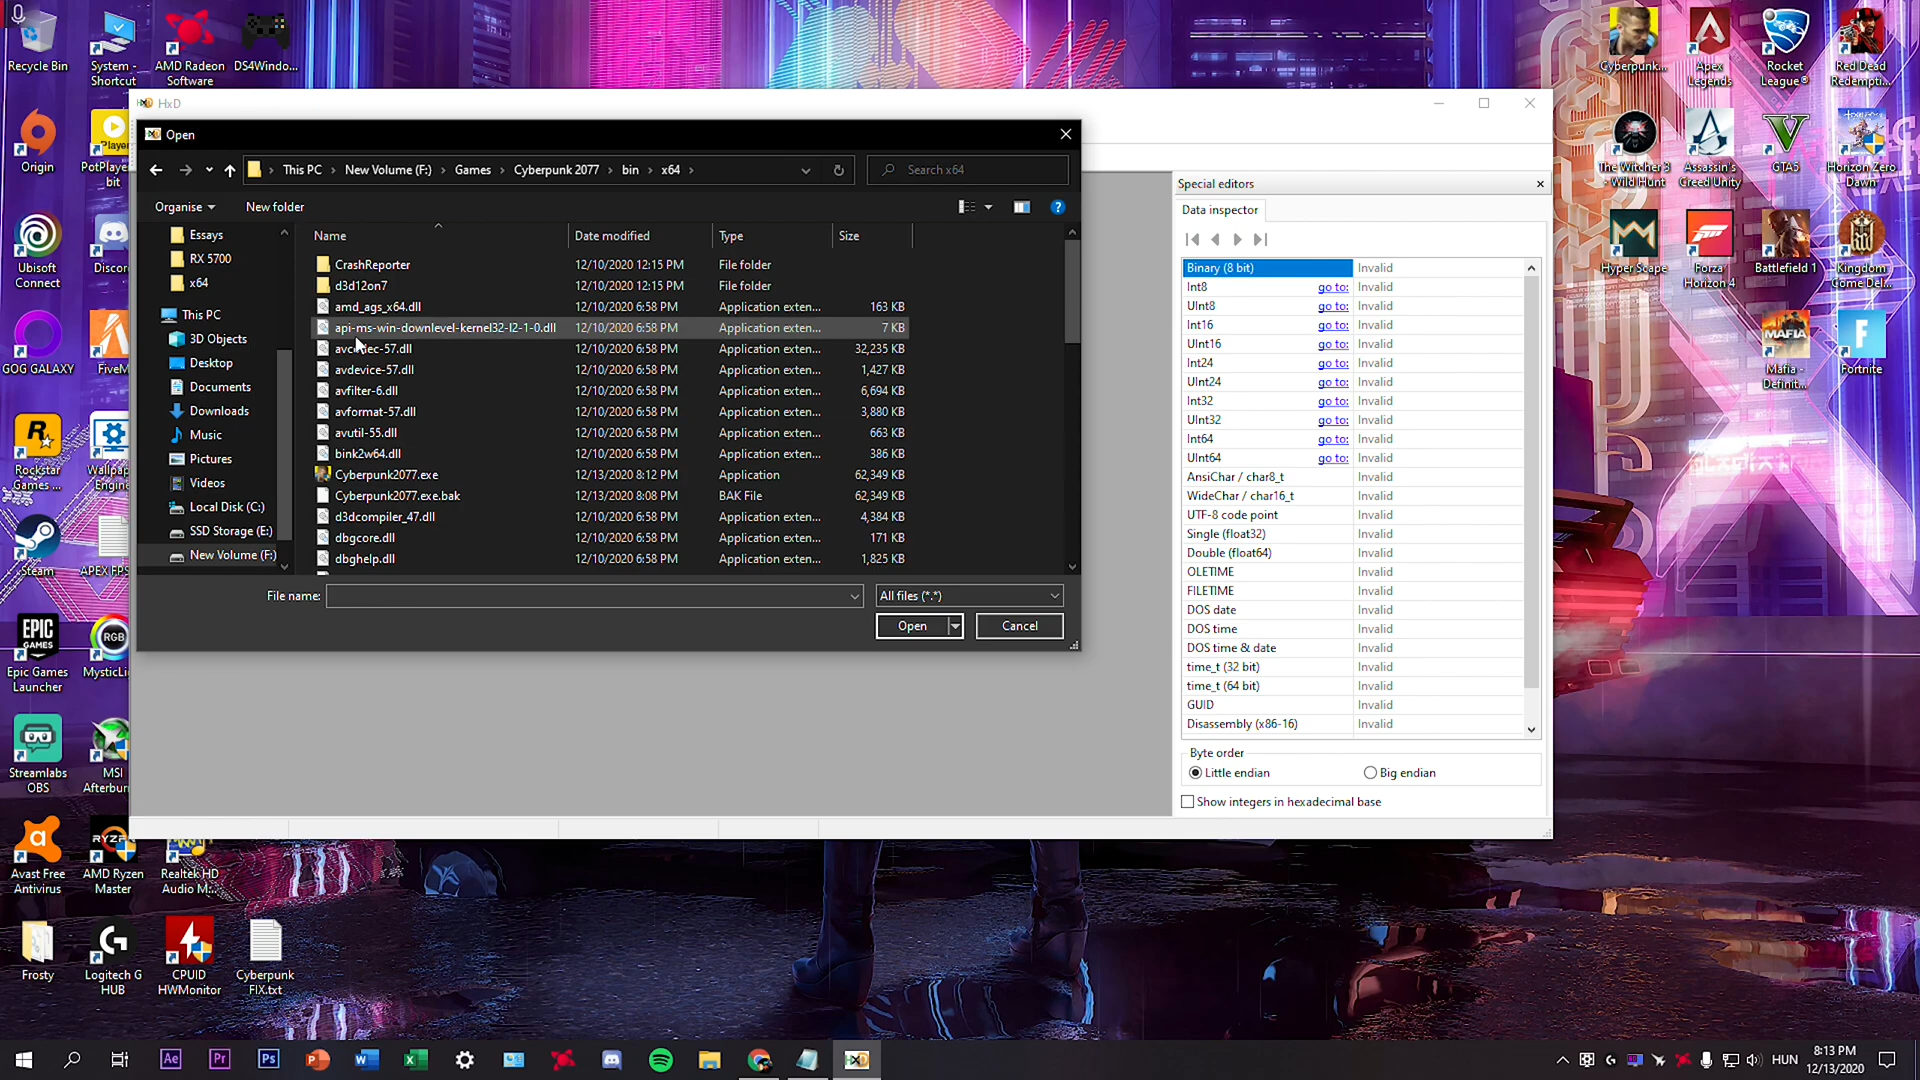 Recycle Bin
System -
Shortcut
AMD Radeon
Software
DS4Windo...
Origin
PotPlayer
bit
Ubisoft
Connect
Discor
GOG GALAXY
FiveM
Rockstar
Games ...
Wallpap
Engine
Steam
APEX FPS
Epic Games
Launcher
MysticLi
Streamlabs
OBS
MSI
Afterburn
Avast Free
Antivirus
AMD Ryzen
Master
Realtek HD
Audio M...
Frosty
Logitech G
HUB
CPUID
HWMonitor
Cyberpunk
FIX.txt
HxD
Open
This PC
New Volume (F:)
Games
Cyberpunk 2077
bin
x64
Search x64
Organise
New folder
Essays
RX 5700
x64
This PC
3D Objects
Desktop
Documents
Downloads
Music
Pictures
Videos
Local Disk (C:)
SSD Storage (E:)
New Volume (F:)
Name Date modified Type Size
CrashReporter 12/10/2020 12:15 PM File folder
d3d12on7 12/10/2020 12:15 PM File folder
amd_ags_x64.dll 12/10/2020 6:58 PM Application exten... 163 KB
api-ms-win-downlevel-kernel32-l2-1-0.dll 12/10/2020 6:58 PM Application exten... 7 KB
avcodec-57.dll 12/10/2020 6:58 PM Application exten... 32,235 KB
avdevice-57.dll 12/10/2020 6:58 PM Application exten... 1,427 KB
avfilter-6.dll 12/10/2020 6:58 PM Application exten... 6,694 KB
avformat-57.dll 12/10/2020 6:58 PM Application exten... 3,880 KB
avutil-55.dll 12/10/2020 6:58 PM Application exten... 663 KB
bink2w64.dll 12/10/2020 6:58 PM Application exten... 386 KB
Cyberpunk2077.exe 12/13/2020 8:12 PM Application 62,349 KB
Cyberpunk2077.exe.bak 12/13/2020 8:08 PM BAK File 62,349 KB
d3dcompiler_47.dll 12/10/2020 6:58 PM Application exten... 4,384 KB
dbgcore.dll 12/10/2020 6:58 PM Application exten... 171 KB
dbghelp.dll 12/10/2020 6:58 PM Application exten... 1,825 KB
File name:
All files (*.*)
Open
Cancel
Special editors
Data inspector
Binary (8 bit) Invalid
Int8 go to: Invalid
UInt8 go to: Invalid
Int16 go to: Invalid
UInt16 go to: Invalid
Int24 go to: Invalid
UInt24 go to: Invalid
Int32 go to: Invalid
UInt32 go to: Invalid
Int64 go to: Invalid
UInt64 go to: Invalid
AnsiChar / char8_t Invalid
WideChar / char16_t Invalid
UTF-8 code point Invalid
Single (float32) Invalid
Double (float64) Invalid
OLETIME Invalid
FILETIME Invalid
DOS date Invalid
DOS time Invalid
DOS time & date Invalid
time_t (32 bit) Invalid
time_t (64 bit) Invalid
GUID Invalid
Disassembly (x86-16) Invalid
Byte order
Little endian
Big endian
Show integers in hexadecimal base
Cyberpunk...
Apex
Legends
Rocket
League®
Red Dead
Redempti...
The Witcher 3
- Wild Hunt
Assassin's
Creed Unity
GTA5
Horizon Zero
Dawn
Hyper Scape
Forza
Horizon 4
Battlefield 1
Kingdom
Come Del...
Mafia -
Definit...
Fortnite
HUN
8:13 PM
12/13/2020